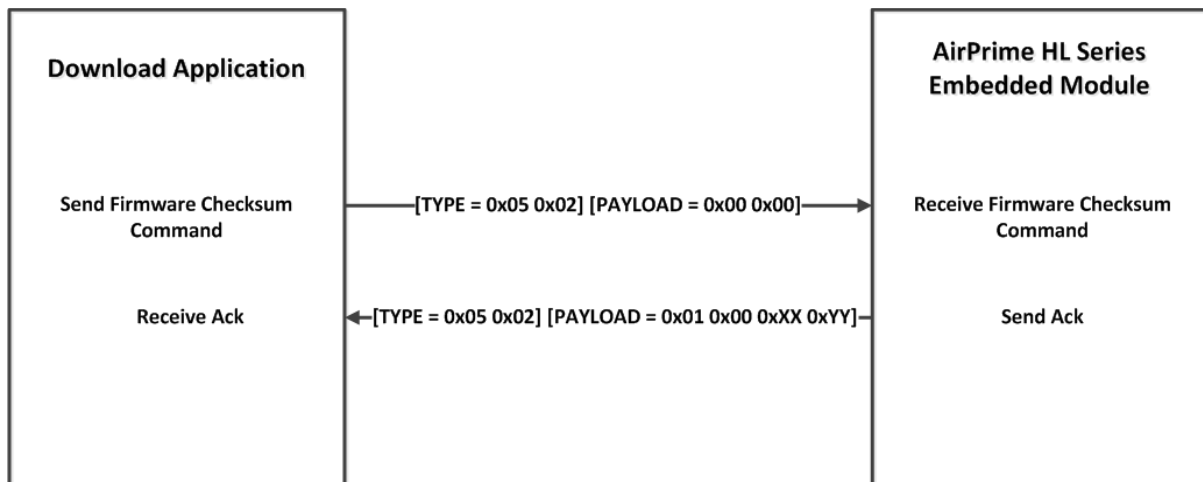 Download Application
AirPrime HL Series
Embedded Module
Send Firmware Checksum
Command
[TYPE = 0x05 0x02] [PAYLOAD = 0x00 0x00]
Receive Firmware Checksum
Command
Receive Ack
[TYPE = 0x05 0x02] [PAYLOAD = 0x01 0x00 0xXX 0xYY]
Send Ack